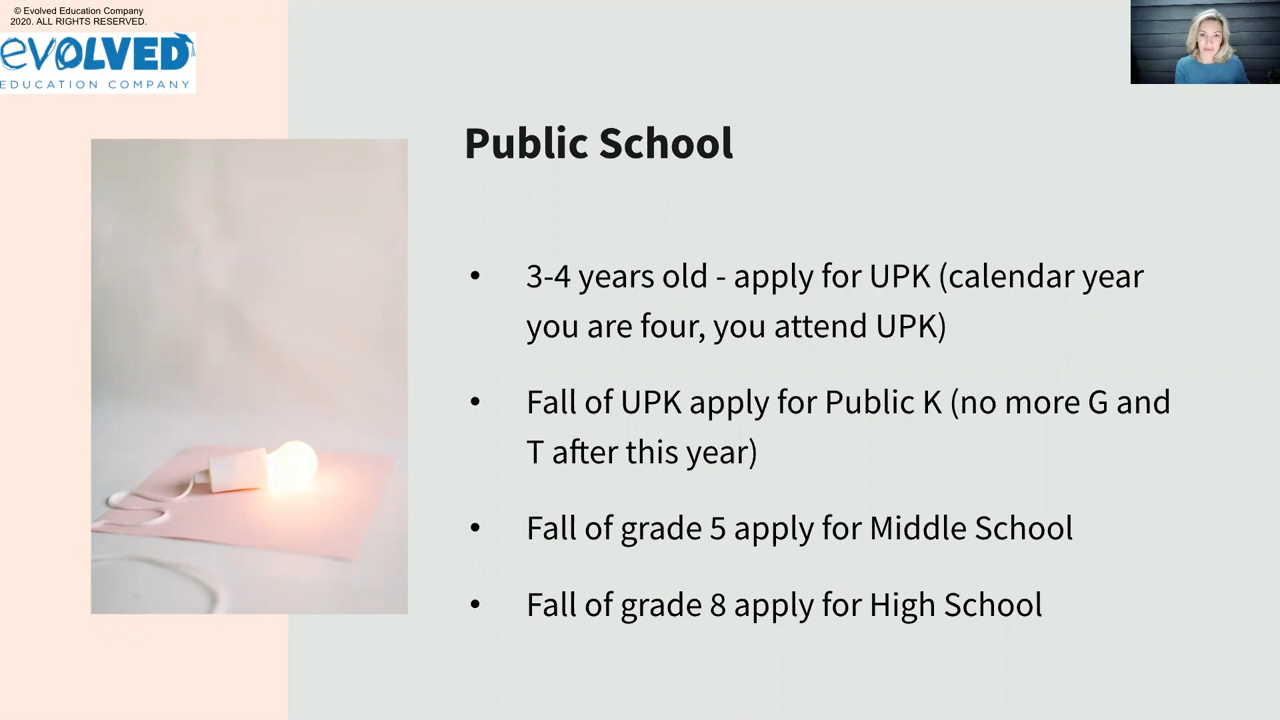 © Evolved Education Company
2020. ALL RIGHTS RESERVED.
evOLVED
EDUCATION COMPANY
Public School
• 3-4 years old - apply for UPK (calendar year
you are four, you attend UPK)
• Fall of UPK apply for Public K (no more G and
T after this year)
• Fall of grade 5 apply for Middle School
• Fall of grade 8 apply for High School